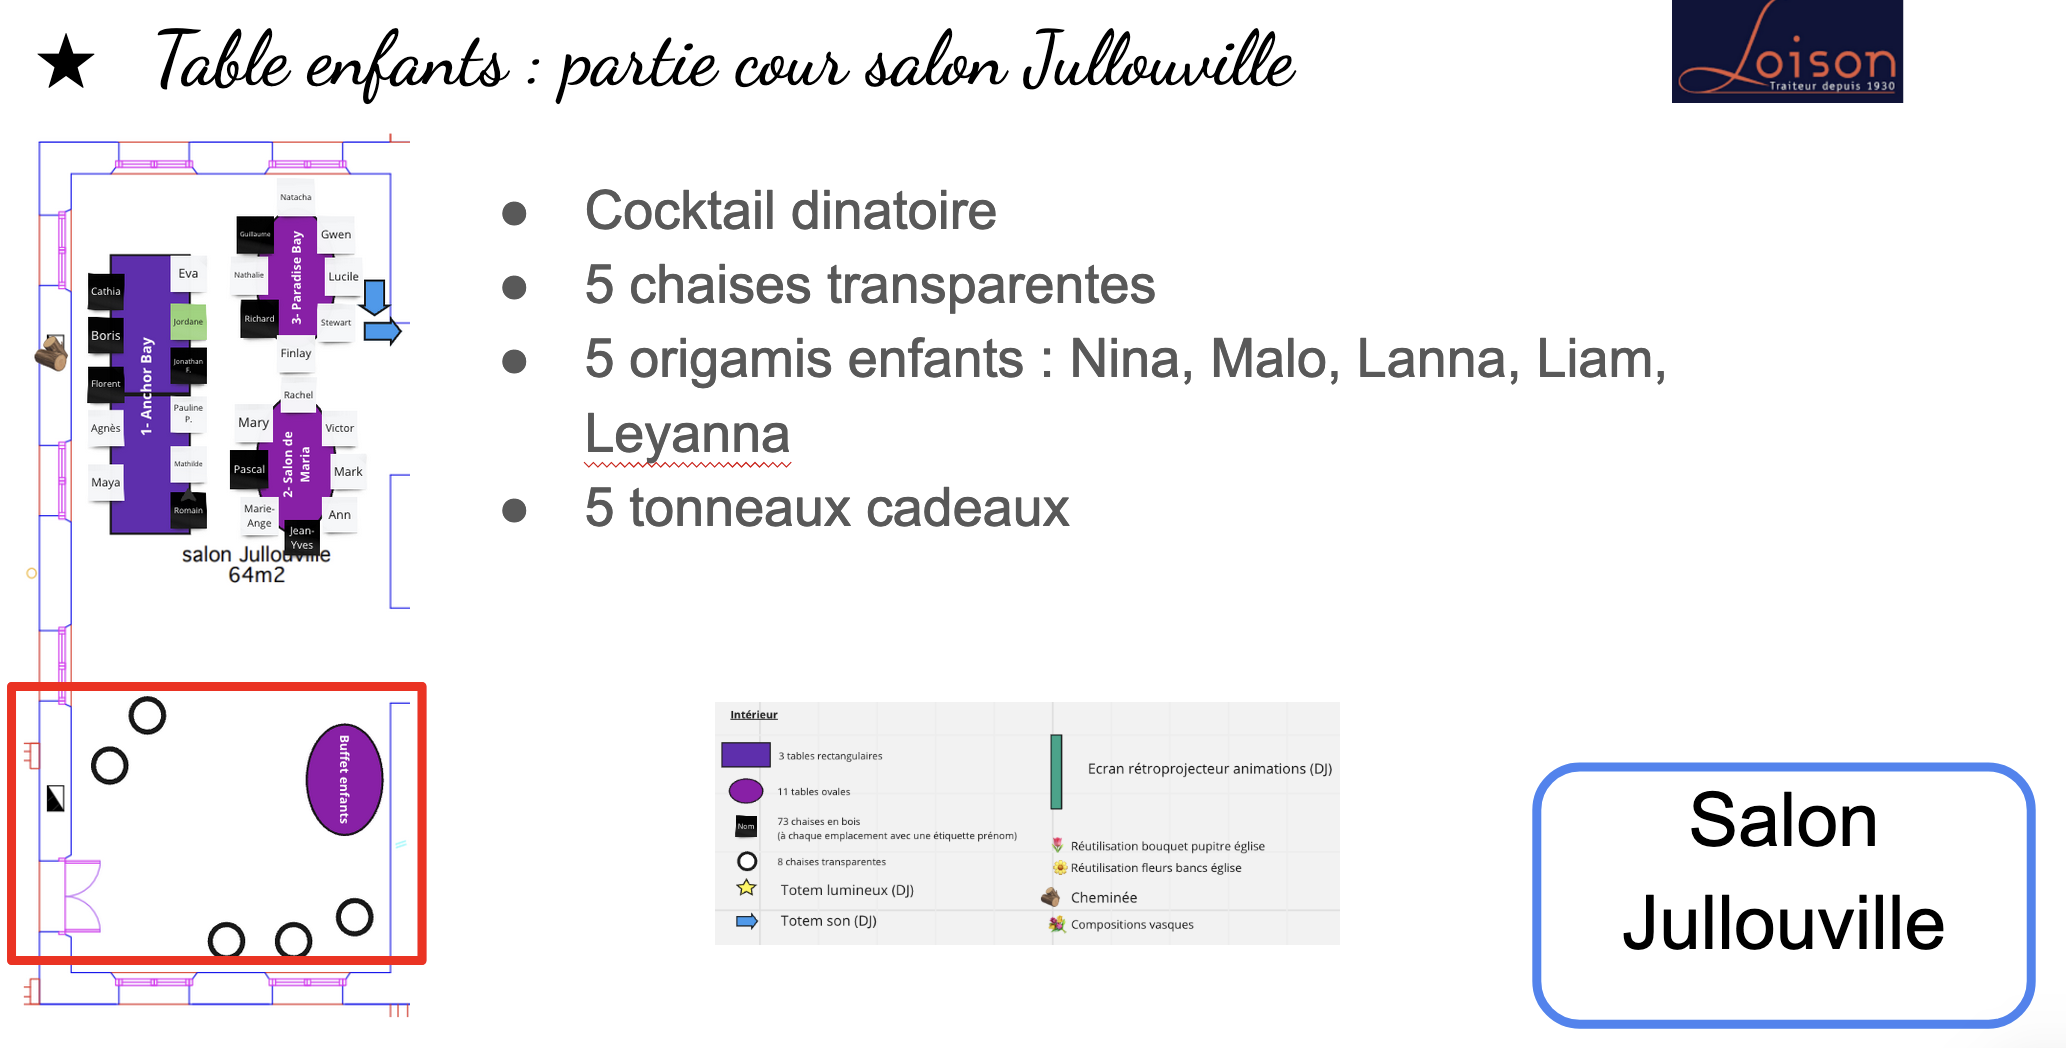 ★ Table enfants : partie cour salon Jullouville
Loison
Traiteur depuis 1930
Natacha
Guillaume
Gwen
Nathalie
Lucile
Richard
Stewart
Finlay
3- Paradise Bay
Cathia
Eva
Boris
Jordane
Florent
Jonathan
F.
Agnès
Pauline
P.
Maya
Mathilde
Romain
1- Anchor Bay
Rachel
Mary
Victor
Pascal
Mark
Marie-
Ange
Ann
Jean-
Yves
2- Salon de
Maria
salon Jullouville
64m2
Buffet enfants
● Cocktail dinatoire
● 5 chaises transparentes
● 5 origamis enfants : Nina, Malo, Lanna, Liam,
Leyanna
● 5 tonneaux cadeaux
Intérieur
3 tables rectangulaires
11 tables ovales
Nom
73 chaises en bois
(à chaque emplacement avec une étiquette prénom)
8 chaises transparentes
Totem lumineux (DJ)
Totem son (DJ)
Ecran rétroprojecteur animations (DJ)
Réutilisation bouquet pupitre église
Réutilisation fleurs bancs église
Cheminée
Compositions vasques
Salon
Jullouville